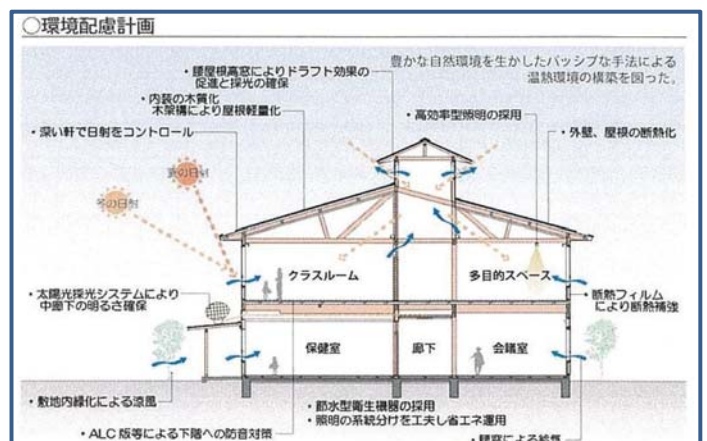 ○環境配慮計画
豊かな自然環境を生かしたパッシブな手法による
温熱環境の構築を図った。
・腰屋根高窓によりドラフト効果の
促進と採光の確保
・内装の木質化
木架構により屋根軽量化
・高効率型照明の採用
・深い軒で日射をコントロール
・外壁、屋根の断熱化
夏の日射
冬の日射
クラスルーム
多目的スペース
・太陽光採光システムにより
中廊下の明るさ確保
・断熱フィルム
により断熱補強
保健室
廊下
会議室
・敷地内緑化による涼風
・節水型衛生機器の採用
・照明の系統分けを工夫し省エネ運用
・ALC版等による下階への防音対策
・腰窓による給気